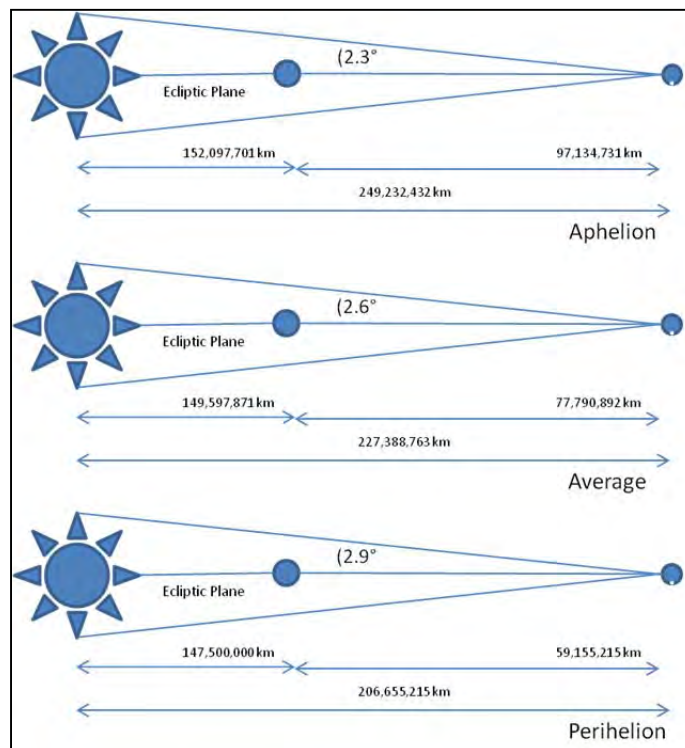 (2.3°
Ecliptic Plane
152,097,701 km 97,134,731 km
249,232,432 km
Aphelion
(2.6°
Ecliptic Plane
149,597,871 km 77,790,892 km
227,388,763 km
Average
(2.9°
Ecliptic Plane
147,500,000 km 59,155,215 km
206,655,215 km
Perihelion